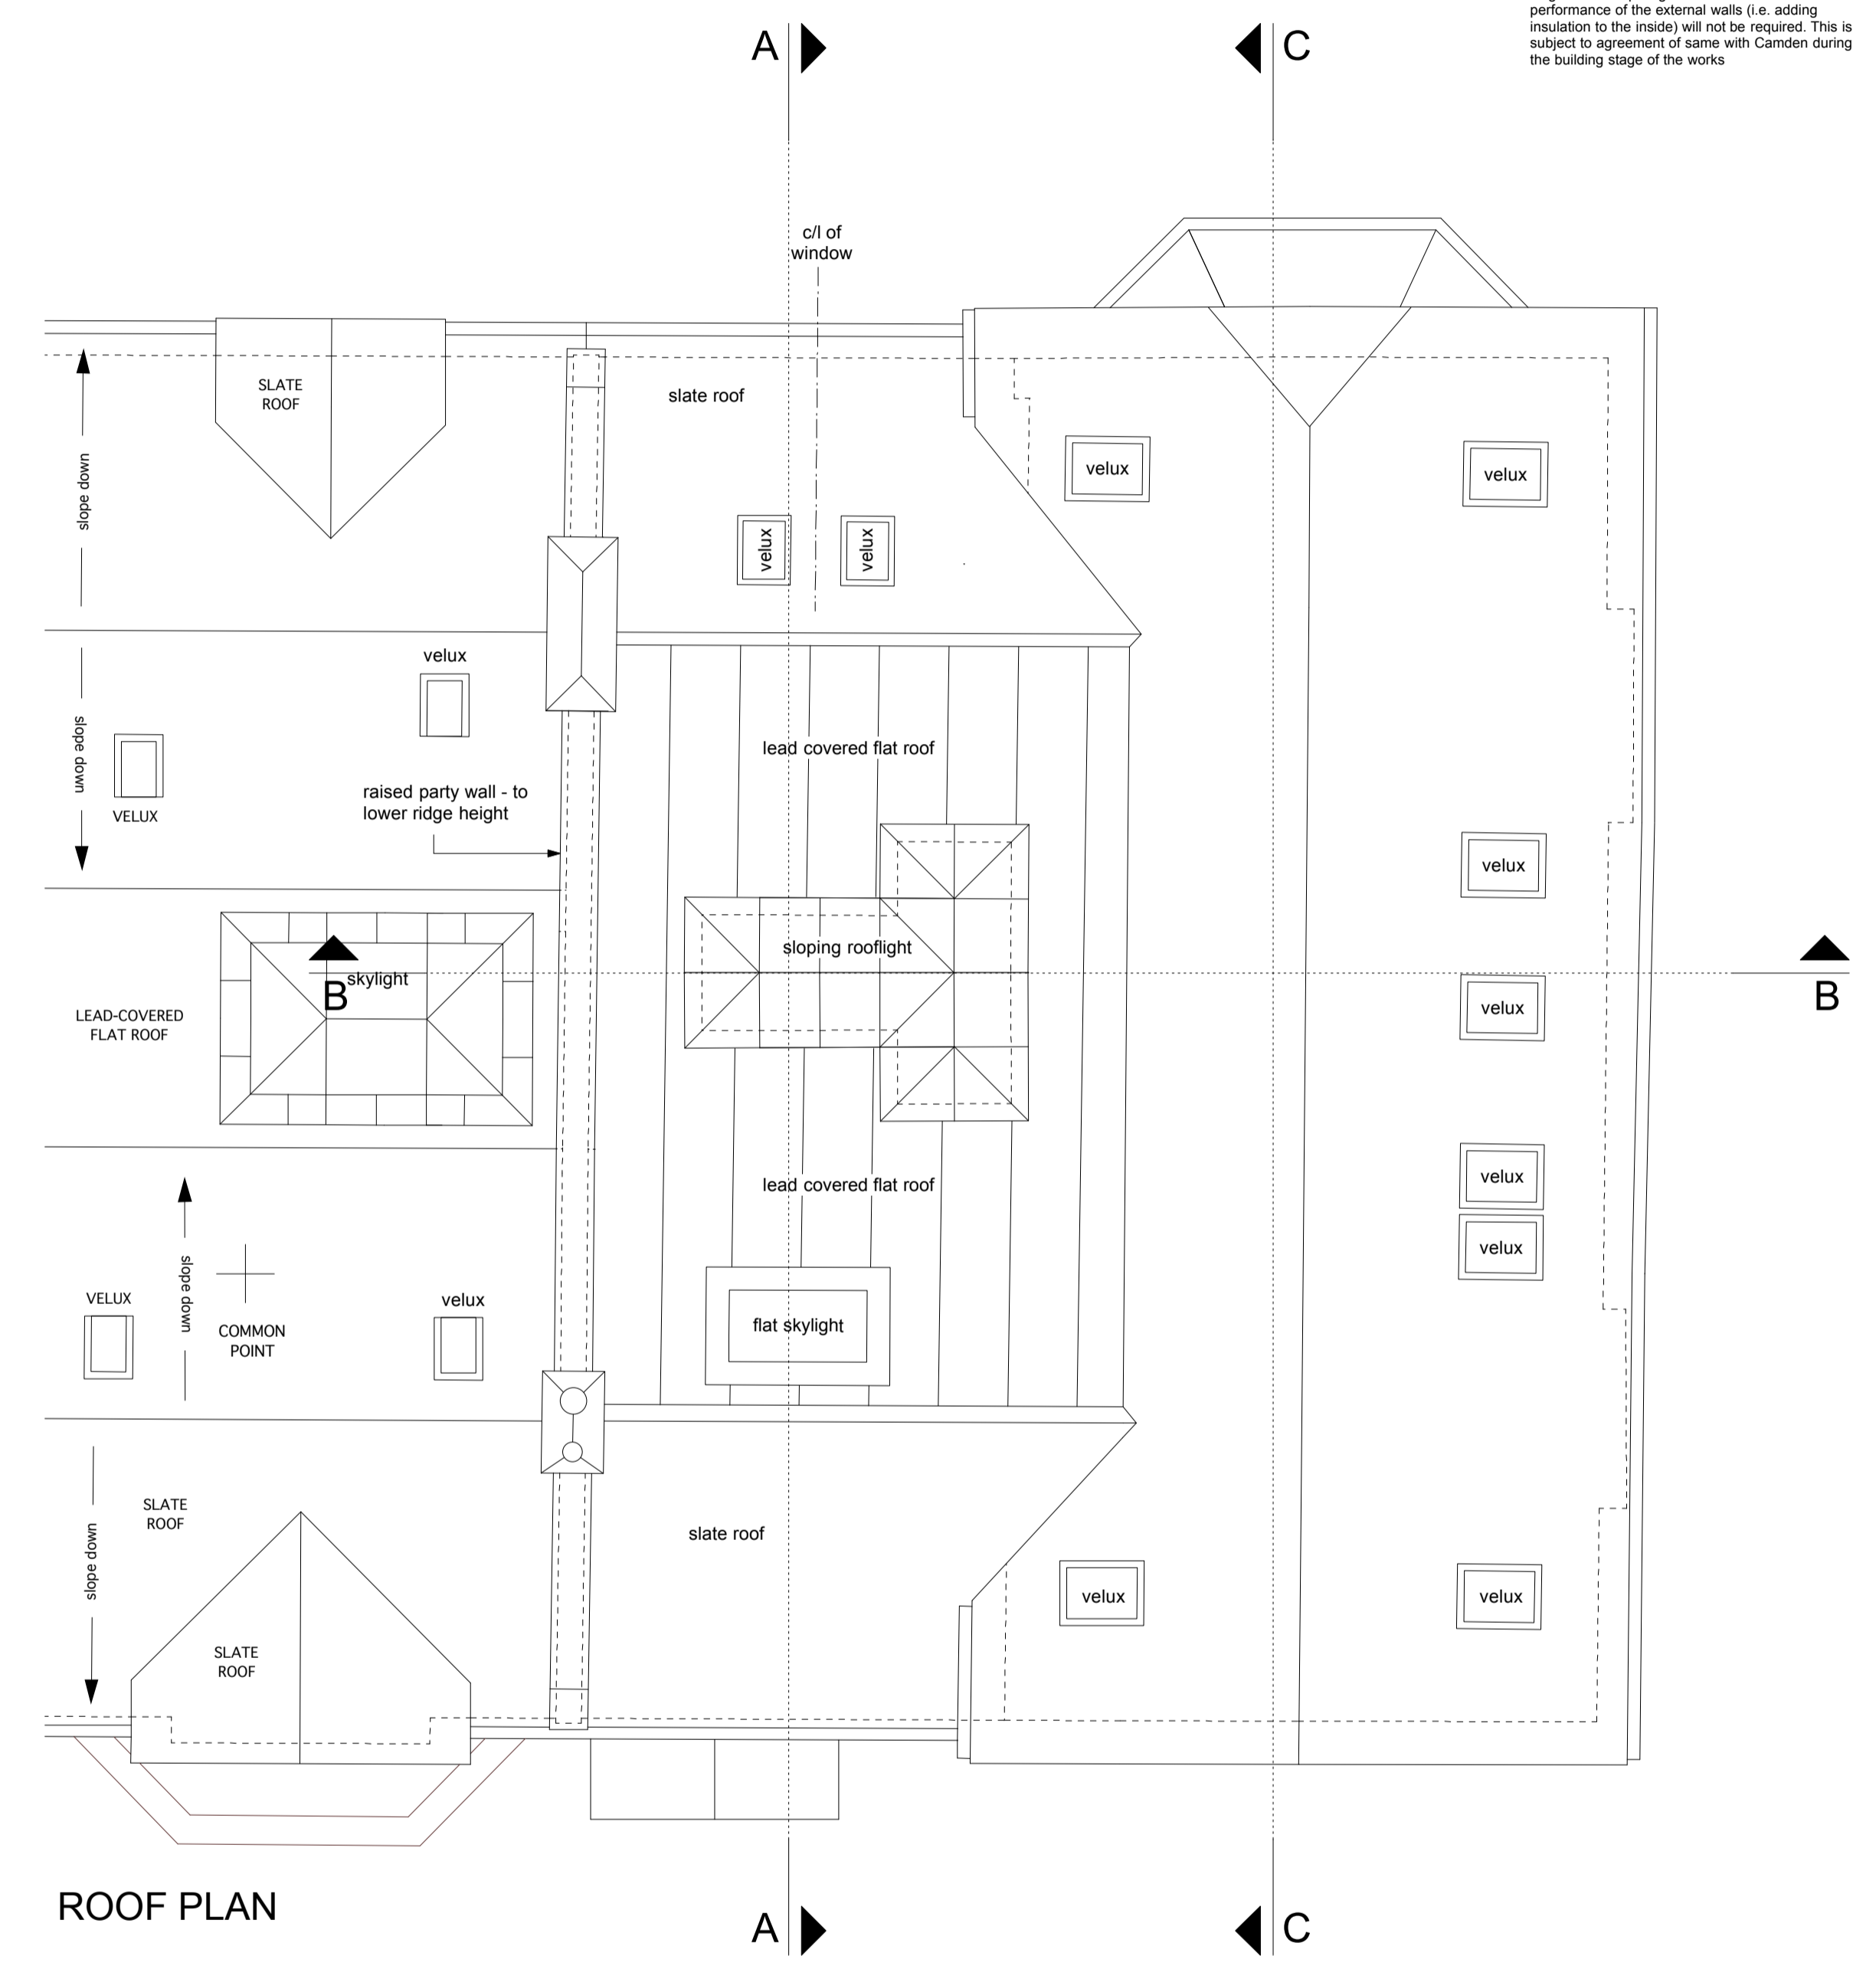 performance of the external walls (i.e. adding
insulation to the inside) will not be required. This is
subject to agreement of same with Camden during
the building stage of the works
A
C
c/l of
window
SLATE
ROOF
slate roof
slope down
velux
velux
velux
velux
velux
slope down
VELUX
raised party wall - to
lower ridge height
lead covered flat roof
velux
sloping rooflight
skylight
B
B
LEAD-COVERED
FLAT ROOF
velux
lead covered flat roof
velux
velux
slope down
VELUX
velux
COMMON
POINT
flat skylight
SLATE
ROOF
slate roof
slope down
velux
velux
SLATE
ROOF
ROOF PLAN
A
C